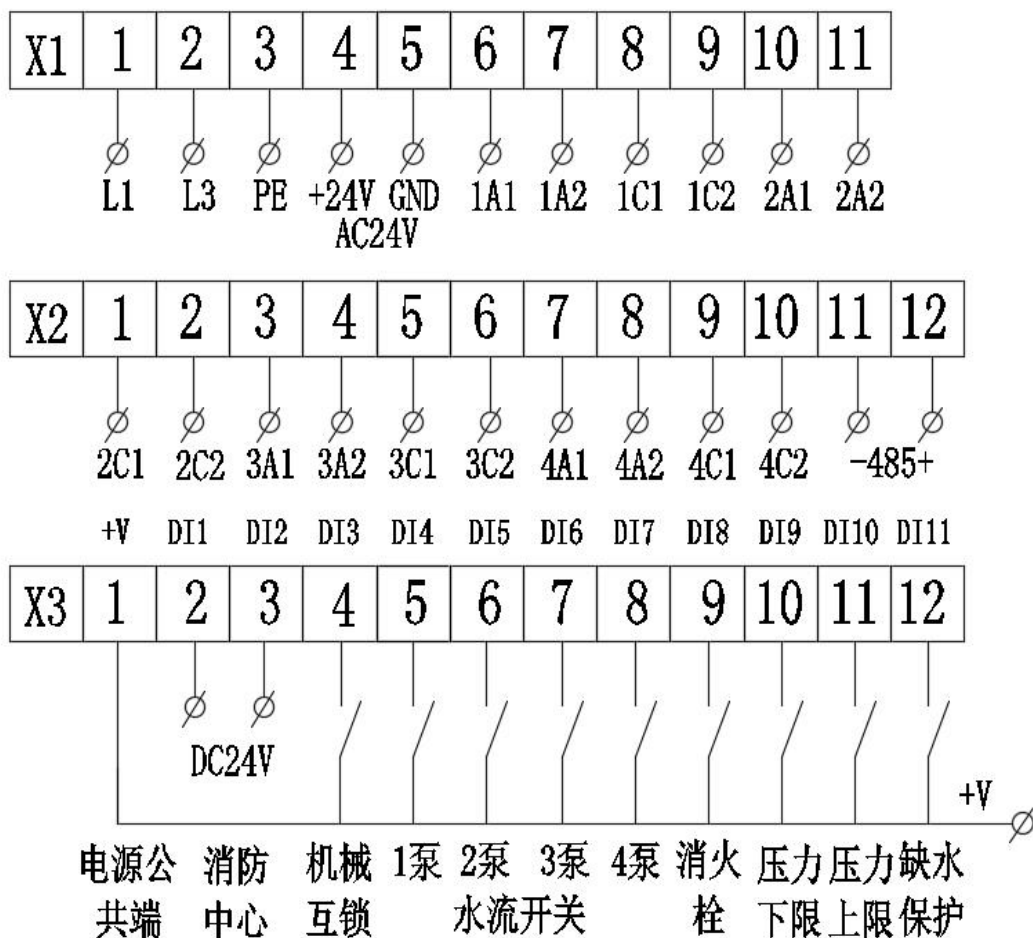 X1 1 2 3 4 5 6 7 8 9 10 11
L1 L3 PE +24V GND 1A1 1A2 1C1 1C2 2A1 2A2
AC24V
X2 1 2 3 4 5 6 7 8 9 10 11 12
2C1 2C2 3A1 3A2 3C1 3C2 4A1 4A2 4C1 4C2 -485+
+V DI1 DI2 DI3 DI4 DI5 DI6 DI7 DI8 DI9 DI10 DI11
X3 1 2 3 4 5 6 7 8 9 10 11 12
DC24V
+V
电源公 消防 机械 1泵 2泵 3泵 4泵 消火 压力 压力 缺水
共端 中心 互锁 水流开关 栓 下限 上限 保护